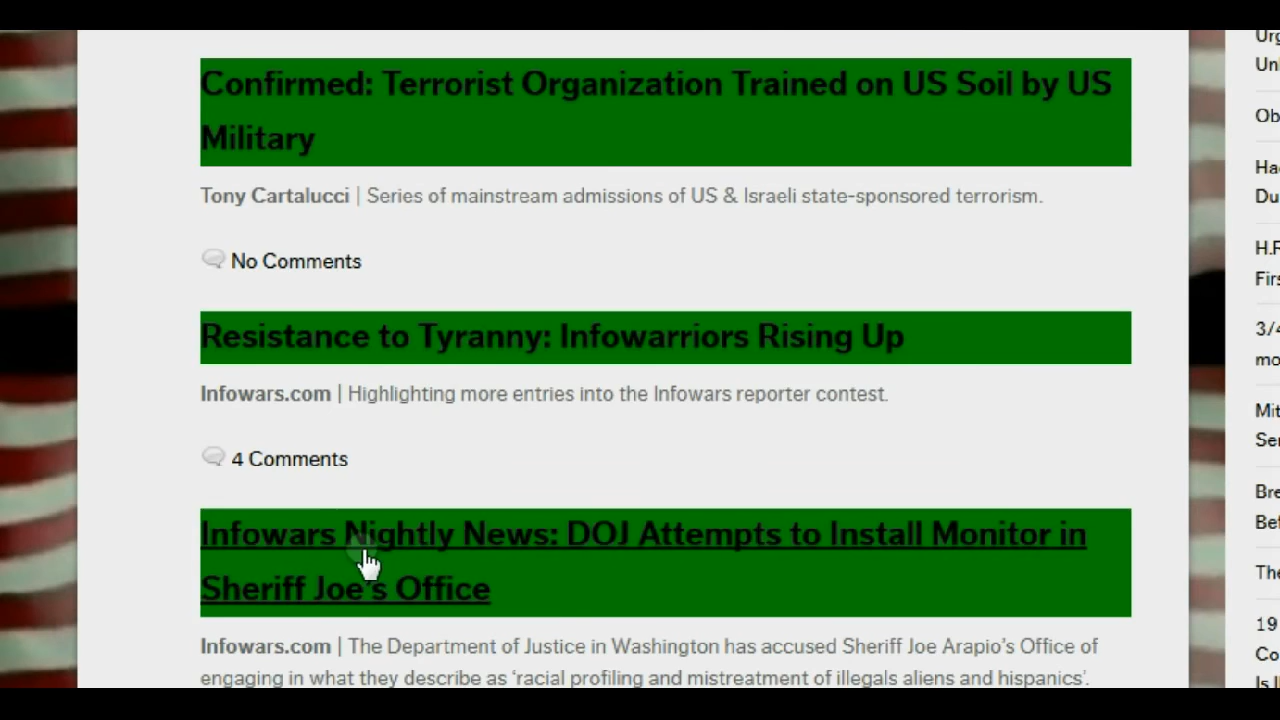 Confirmed: Terrorist Organization Trained on US Soil by US
Military
Tony Cartalucci | Series of mainstream admissions of US & Israeli state-sponsored terrorism.
No Comments
Resistance to Tyranny: Infowarriors Rising Up
Infowars.com | Highlighting more entries into the Infowars reporter contest.
4 Comments
Infowars Nightly News: DOJ Attempts to Install Monitor in
Sheriff Joe's Office
Infowars.com | The Department of Justice in Washington has accused Sheriff Joe Arapio's Office of
engaging in what they describe as 'racial profiling and mistreatment of illegals aliens and hispanics'.
3/4
H.R
The
19